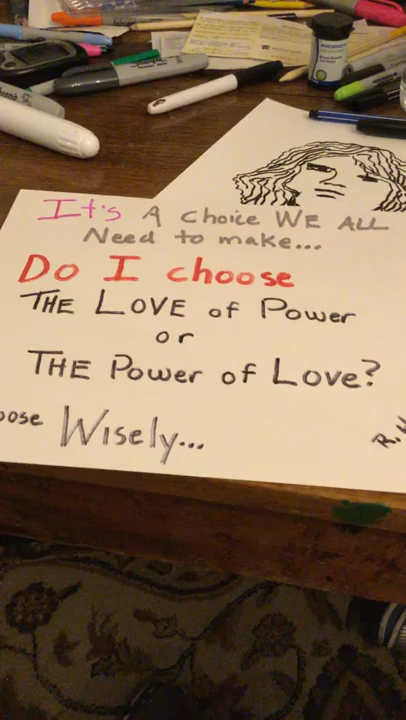 It's A choice WE ALL
Need to make...
Do I choose
THE LOVE of Power
or
THE Power of Love?
Wisely...